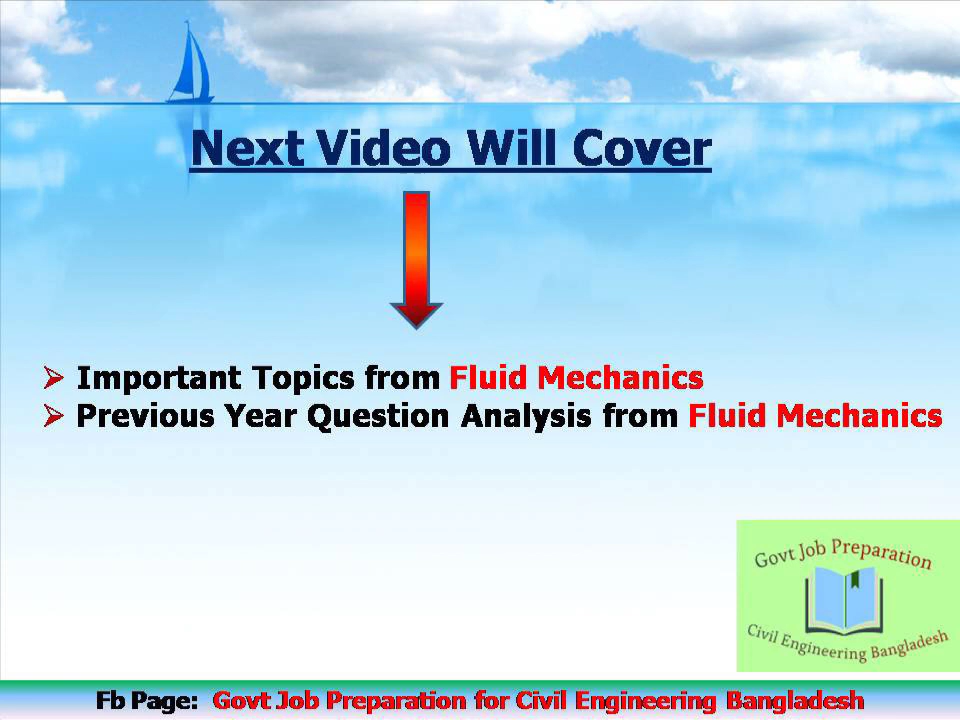 Next Video Will Cover
Important Topics from Fluid Mechanics
Previous Year Question Analysis from Fluid Mechanics
Govt Job Preparation
Civil Engineering Bangladesh
Fb Page: Govt Job Preparation for Civil Engineering Bangladesh